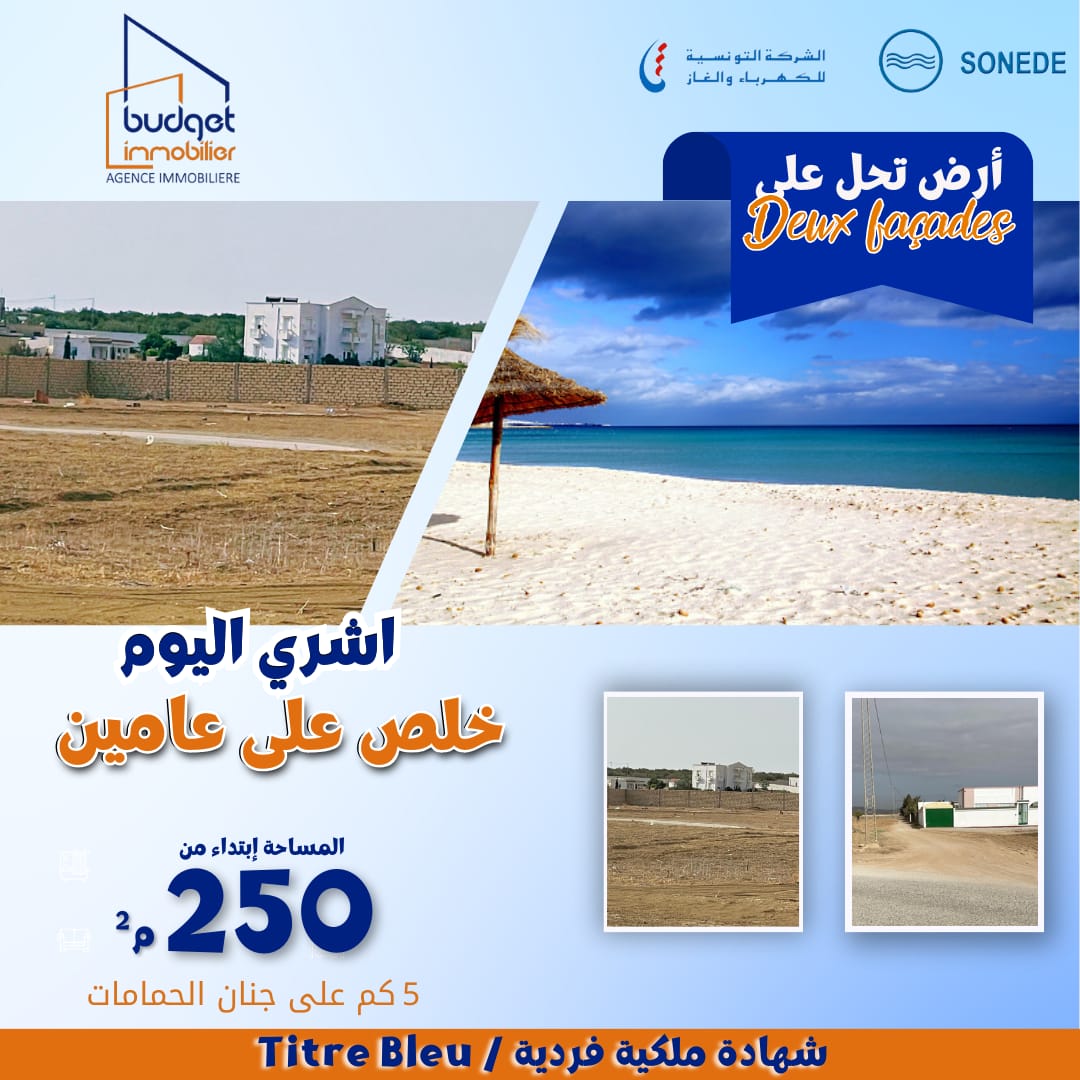 budget
immobilier
AGENCE IMMOBILIERE
الشركة التونسية
للكهرباء والغاز
SONEDE
أرض تحل على
Deux façades
اشري اليوم
خلص على عامين
المساحة إبتداء من
250 م²
5 كم على جنان الحمامات
شهادة ملكية فردية / Titre Bleu